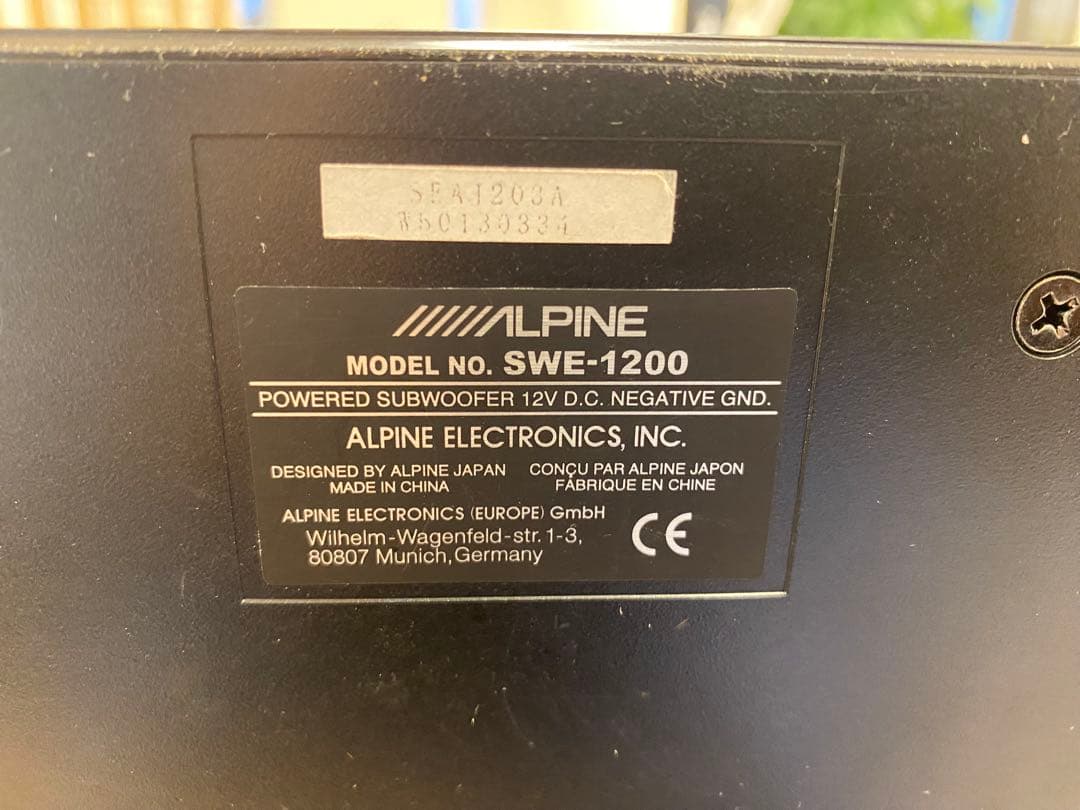 ALPINE
MODEL NO. SWE-1200
POWERED SUBWOOFER 12V D.C. NEGATIVE GND.
ALPINE ELECTRONICS, INC.
DESIGNED BY ALPINE JAPAN CONÇU PAR ALPINE JAPON
MADE IN CHINA FABRIQUE EN CHINE
ALPINE ELECTRONICS (EUROPE) GmbH
Wilhelm-Wagenfeld-str. 1-3,
80807 Munich,Germany
CE